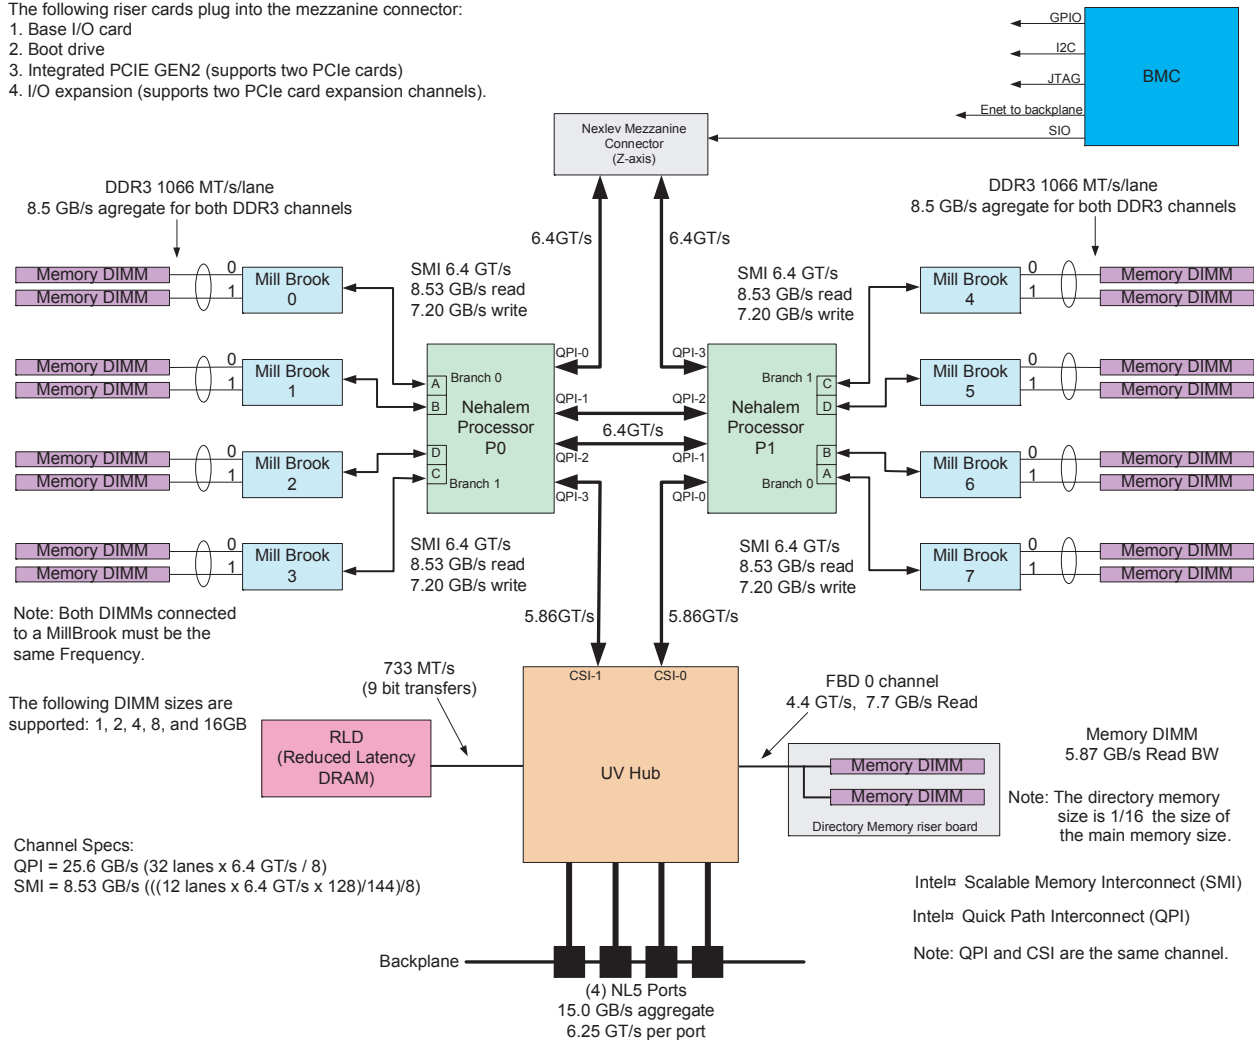 The following riser cards plug into the mezzanine connector:
1. Base I/O card
2. Boot drive
3. Integrated PCIE GEN2 (supports two PCIe cards)
4. I/O expansion (supports two PCIe card expansion channels).
GPIO
I2C
JTAG
Enet to backplane
SIO
BMC
Nexlev Mezzanine
Connector
(Z-axis)
DDR3 1066 MT/s/lane
8.5 GB/s agregate for both DDR3 channels
DDR3 1066 MT/s/lane
8.5 GB/s agregate for both DDR3 channels
6.4GT/s
6.4GT/s
Memory DIMM
Memory DIMM
0
1
Mill Brook
0
SMI 6.4 GT/s
8.53 GB/s read
7.20 GB/s write
SMI 6.4 GT/s
8.53 GB/s read
7.20 GB/s write
Mill Brook
4
0
1
Memory DIMM
Memory DIMM
Memory DIMM
Memory DIMM
0
1
Mill Brook
1
Mill Brook
5
0
1
Memory DIMM
Memory DIMM
Memory DIMM
Memory DIMM
0
1
Mill Brook
2
Mill Brook
6
0
1
Memory DIMM
Memory DIMM
Memory DIMM
Memory DIMM
0
1
Mill Brook
3
Mill Brook
7
0
1
Memory DIMM
Memory DIMM
A
B
D
C
Branch 0
Nehalem
Processor
P0
Branch 1
QPI-0
QPI-1
QPI-2
QPI-3
6.4GT/s
QPI-3
QPI-2
QPI-1
QPI-0
Branch 1
Nehalem
Processor
P1
Branch 0
C
D
B
A
SMI 6.4 GT/s
8.53 GB/s read
7.20 GB/s write
SMI 6.4 GT/s
8.53 GB/s read
7.20 GB/s write
5.86GT/s
5.86GT/s
Note: Both DIMMs connected
to a MillBrook must be the
same Frequency.
The following DIMM sizes are
supported: 1, 2, 4, 8, and 16GB
733 MT/s
(9 bit transfers)
RLD
(Reduced Latency
DRAM)
CSI-1
CSI-0
UV Hub
FBD 0 channel
4.4 GT/s, 7.7 GB/s Read
Memory DIMM
Memory DIMM
Directory Memory riser board
Memory DIMM
5.87 GB/s Read BW
Note: The directory memory
size is 1/16 the size of
the main memory size.
Channel Specs:
QPI = 25.6 GB/s (32 lanes x 6.4 GT/s / 8)
SMI = 8.53 GB/s (((12 lanes x 6.4 GT/s x 128)/144)/8)
Intel¤ Scalable Memory Interconnect (SMI)
Intel¤ Quick Path Interconnect (QPI)
Note: QPI and CSI are the same channel.
Backplane
(4) NL5 Ports
15.0 GB/s aggregate
6.25 GT/s per port